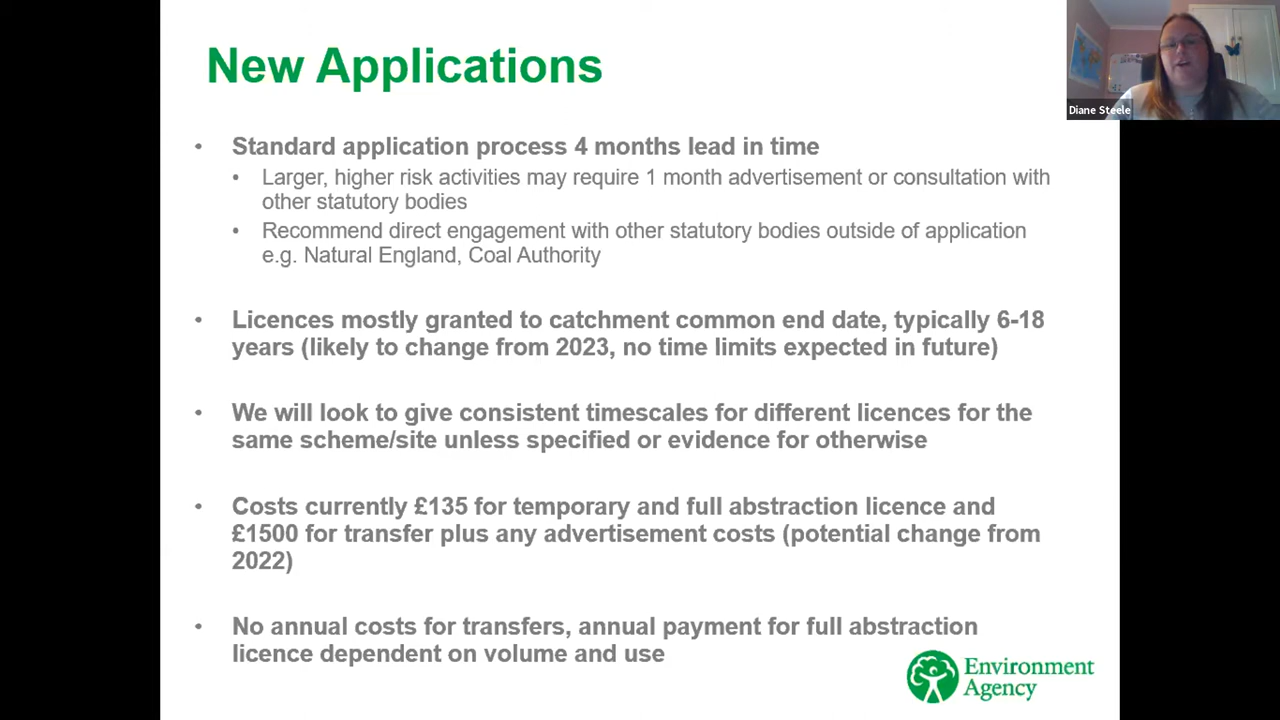 New Applications
Diane Steele
• Standard application process 4 months lead in time
• Larger, higher risk activities may require 1 month advertisement or consultation with
other statutory bodies
• Recommend direct engagement with other statutory bodies outside of application
e.g. Natural England, Coal Authority
• Licences mostly granted to catchment common end date, typically 6-18
years (likely to change from 2023, no time limits expected in future)
• We will look to give consistent timescales for different licences for the
same scheme/site unless specified or evidence for otherwise
• Costs currently £135 for temporary and full abstraction licence and
£1500 for transfer plus any advertisement costs (potential change from
2022)
• No annual costs for transfers, annual payment for full abstraction
licence dependent on volume and use
Environment
Agency